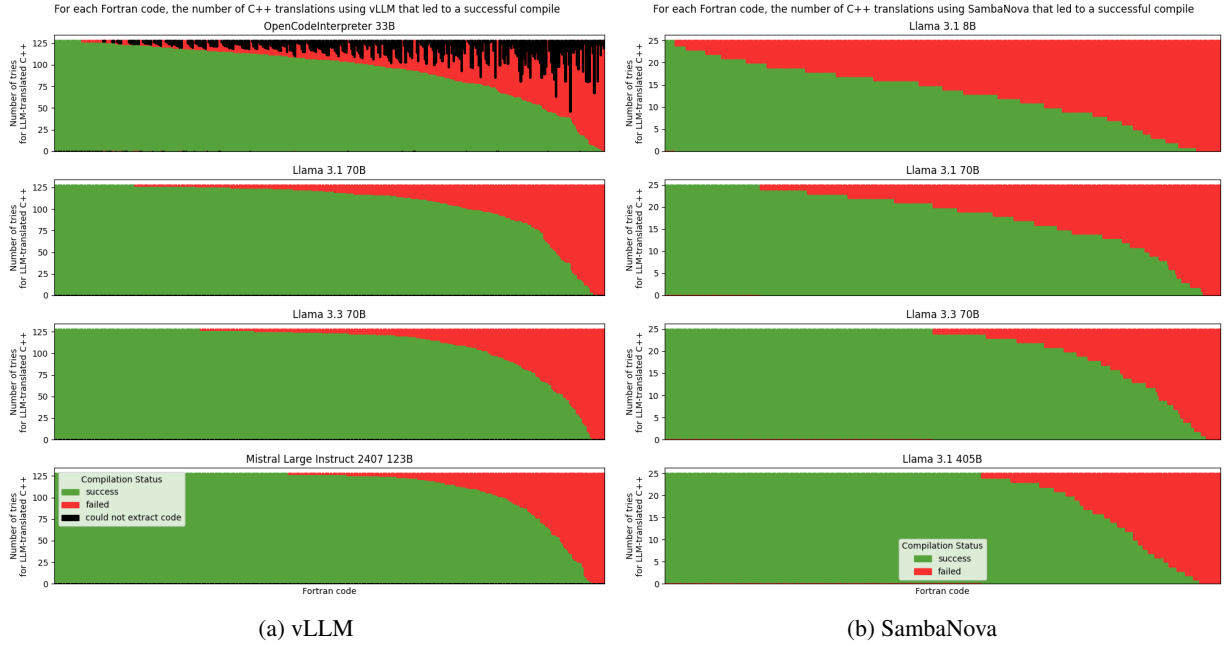 For each Fortran code, the number of C++ translations using vLLM that led to a successful compile
OpenCodeInterpreter 33B
125
100
75
50
25
0
Number of tries
for LLM-translated C++
Llama 3.1 70B
125
100
75
50
25
0
Number of tries
for LLM-translated C++
Llama 3.3 70B
125
100
75
50
25
0
Number of tries
for LLM-translated C++
Mistral Large Instruct 2407 123B
125
100
75
50
25
0
Number of tries
for LLM-translated C++
Compilation Status
success
failed
could not extract code
Fortran code
(a) vLLM
For each Fortran code, the number of C++ translations using SambaNova that led to a successful compile
Llama 3.1 8B
25
20
15
10
5
0
Number of tries
for LLM-translated C++
Llama 3.1 70B
25
20
15
10
5
0
Number of tries
for LLM-translated C++
Llama 3.3 70B
25
20
15
10
5
0
Number of tries
for LLM-translated C++
Llama 3.1 405B
25
20
15
10
5
0
Number of tries
for LLM-translated C++
Compilation Status
success
failed
Fortran code
(b) SambaNova